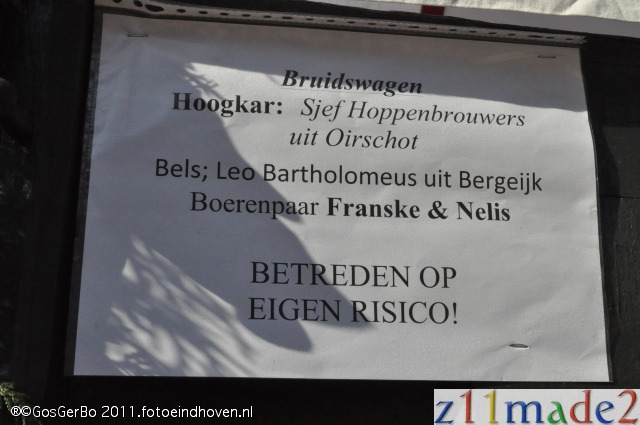 Bruidswagen
Hoogkar: Sjef Hoppenbrouwers
uit Oirschot
Bels; Leo Bartholomeus uit Bergeijk
Boerenpaar Franske & Nelis
BETREDEN OP
EIGEN RISICO!
®©GosGerBo 2011.fotoeindhoven.nl
z11made2